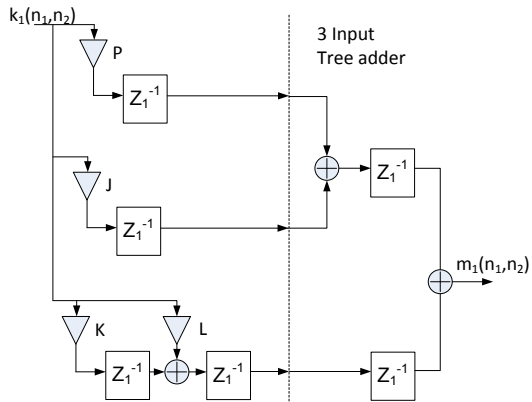 k₁(n₁,n₂)
3 Input
Tree adder
P
Z₁⁻¹
Z₁⁻¹
J
Z₁⁻¹
m₁(n₁,n₂)
K
L
Z₁⁻¹
Z₁⁻¹
Z₁⁻¹